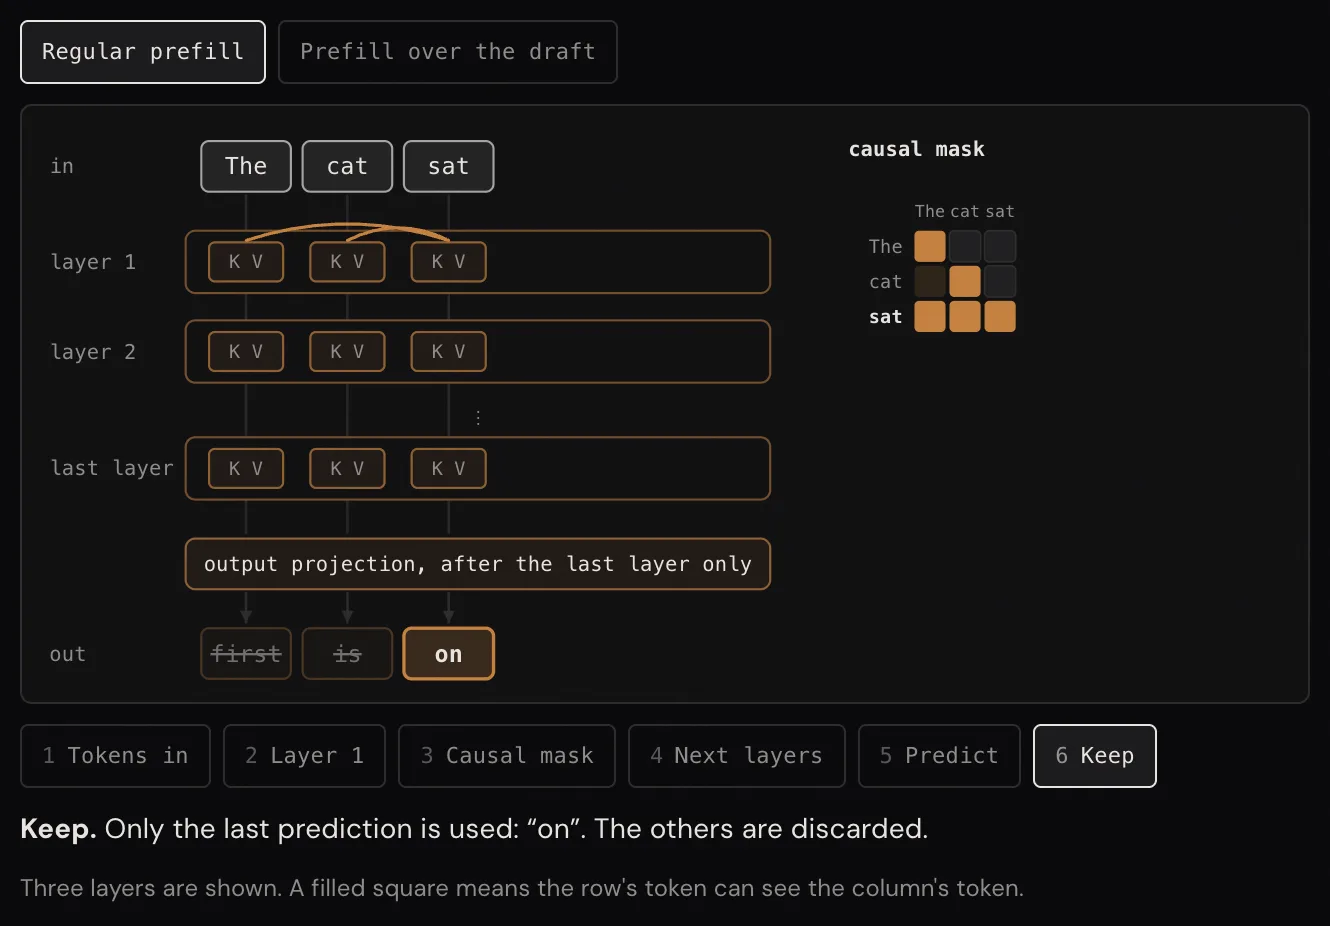 Regular prefill Prefill over the draft
in The cat sat
causal mask
The cat sat
The
cat
sat
layer 1 K V K V K V
layer 2 K V K V K V
⋮
last layer K V K V K V
output projection, after the last layer only
out first is on
1 Tokens in 2 Layer 1 3 Causal mask 4 Next layers 5 Predict 6 Keep
Keep. Only the last prediction is used: “on”. The others are discarded.
Three layers are shown. A filled square means the row's token can see the column's token.